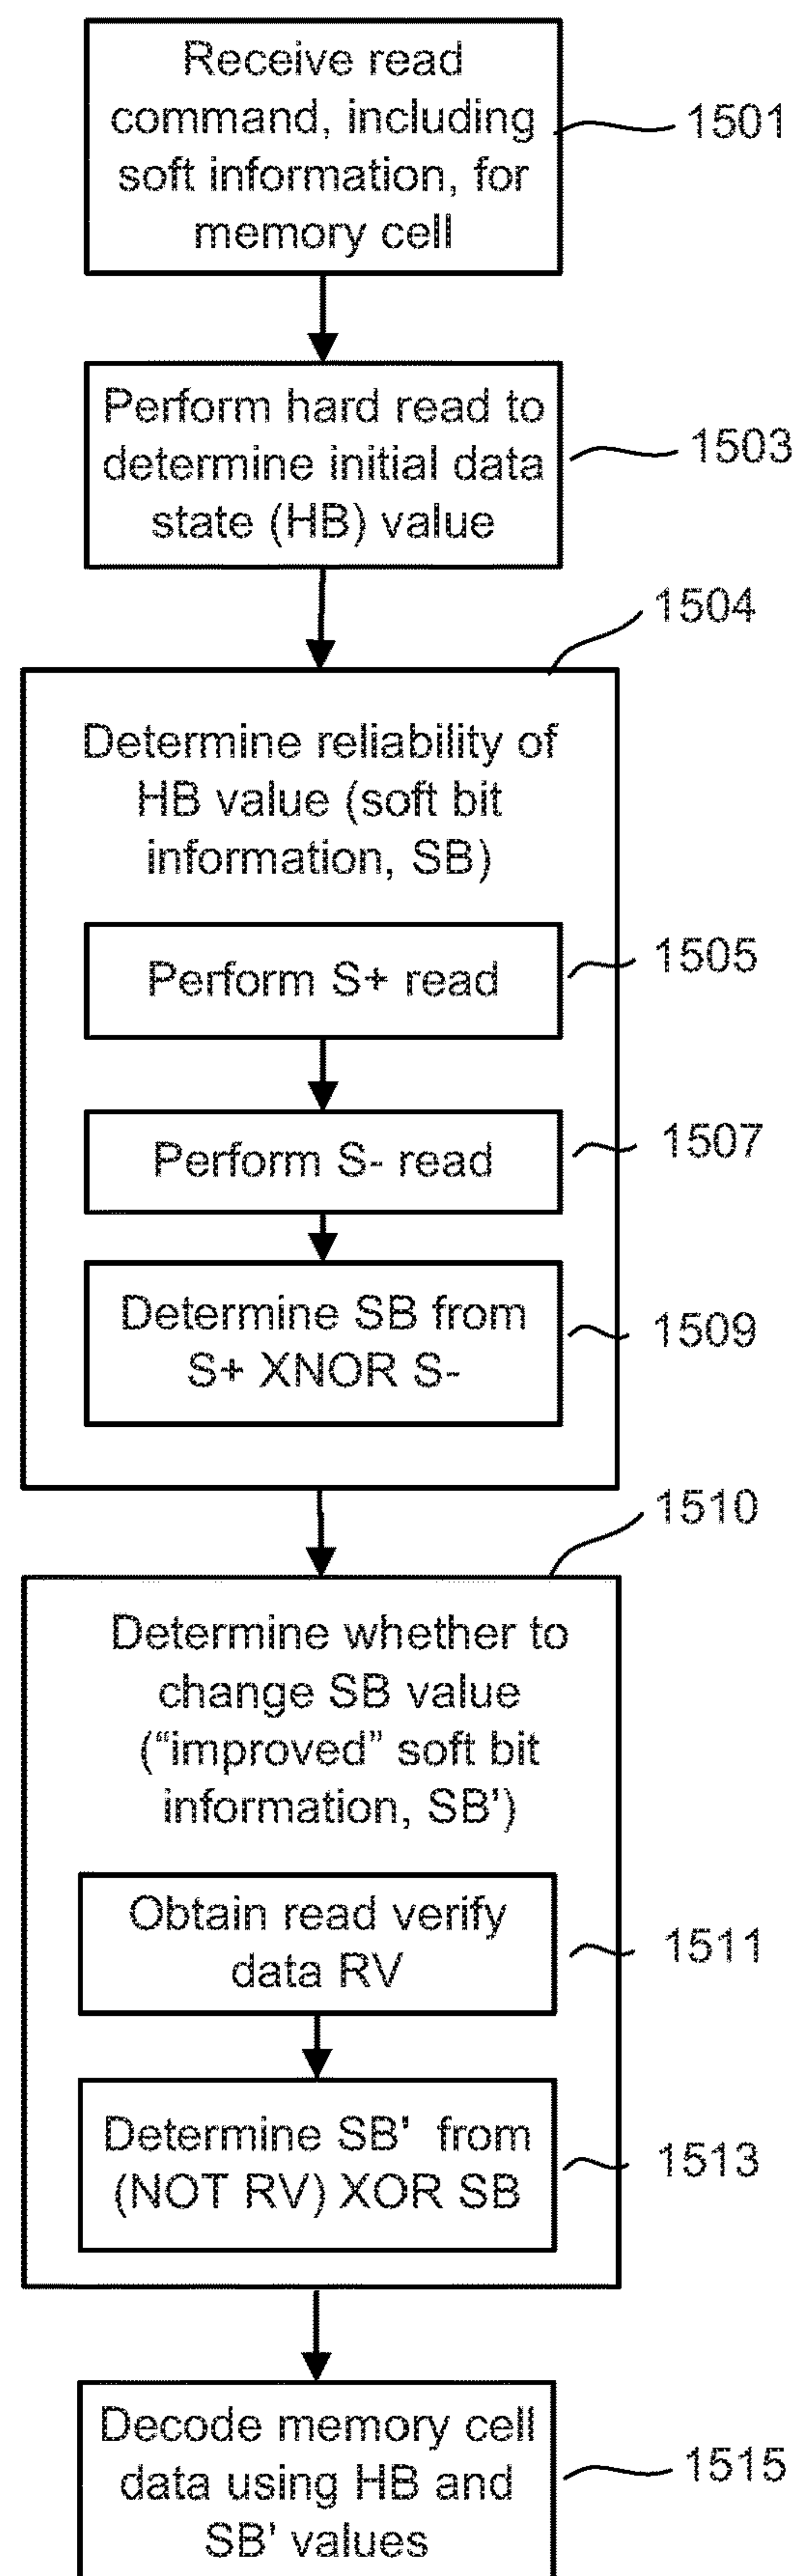 Receive read
command, including
soft information, for
memory cell
1501
Perform hard read to
determine initial data
state (HB) value
1503
1504
Determine reliability of
HB value (soft bit
information, SB)
Perform S+ read
1505
Perform S- read
1507
Determine SB from
S+ XNOR S-
1509
1510
Determine whether to
change SB value
(“improved” soft bit
information, SB')
Obtain read verify
data RV
1511
Determine SB' from
(NOT RV) XOR SB
1513
Decode memory cell
data using HB and
SB' values
1515